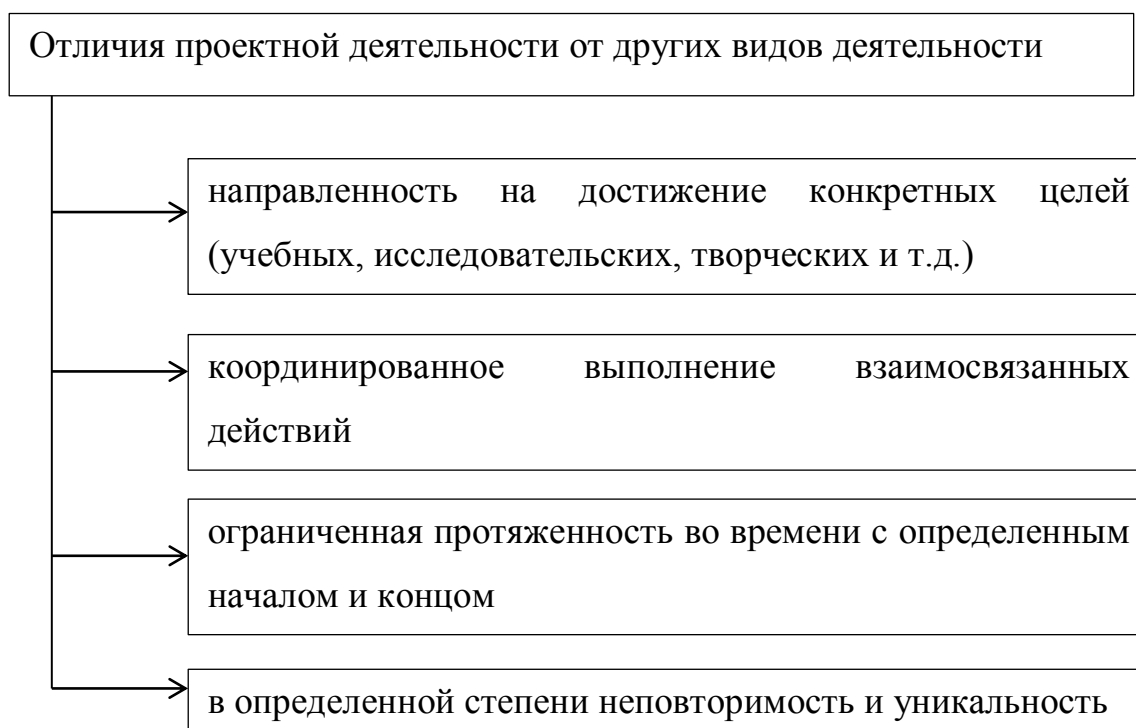 Отличия проектной деятельности от других видов деятельности
направленность на достижение конкретных целей
(учебных, исследовательских, творческих и т.д.)
координированное выполнение взаимосвязанных
действий
ограниченная протяженность во времени с определенным
началом и концом
в определенной степени неповторимость и уникальность